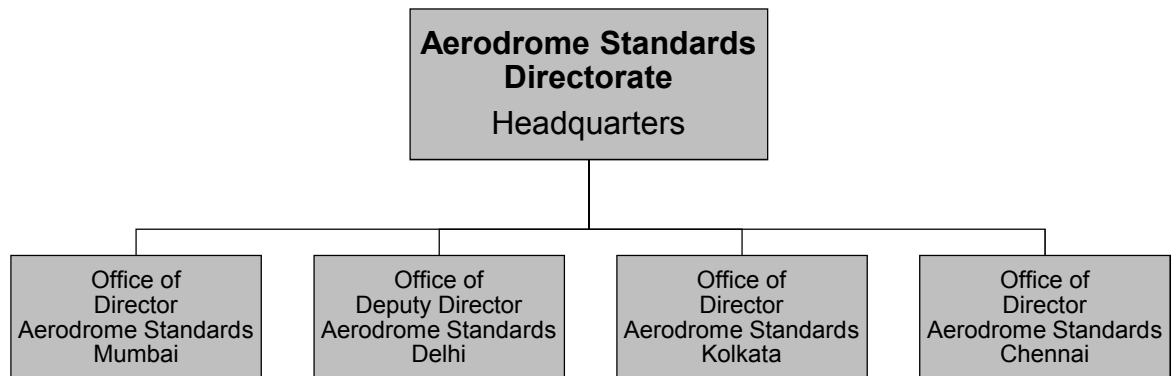 Aerodrome Standards
Directorate
Headquarters
Office of
Director
Aerodrome Standards
Mumbai
Office of
Deputy Director
Aerodrome Standards
Delhi
Office of
Director
Aerodrome Standards
Kolkata
Office of
Director
Aerodrome Standards
Chennai